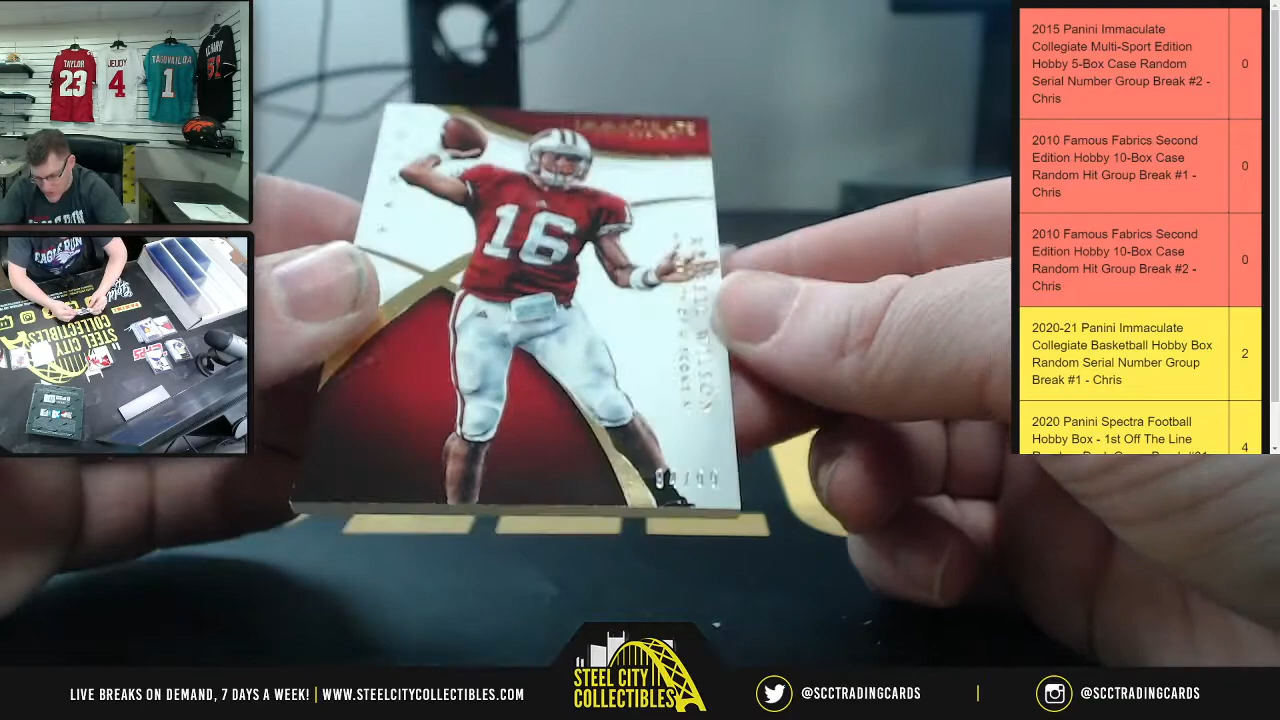 TAYLOR
23
JEUDY
4
TAGOVAILOA
1
IMMACULATE
16
WILSON
/99
STEEL CITY
COLLECTIBLES
2015 Panini Immaculate
Collegiate Multi-Sport Edition
Hobby 5-Box Case Random
Serial Number Group Break #2 -
Chris
0
2010 Famous Fabrics Second
Edition Hobby 10-Box Case
Random Hit Group Break #1 -
Chris
0
2010 Famous Fabrics Second
Edition Hobby 10-Box Case
Random Hit Group Break #2 -
Chris
0
2020-21 Panini Immaculate
Collegiate Basketball Hobby Box
Random Serial Number Group
Break #1 - Chris
2
2020 Panini Spectra Football
Hobby Box - 1st Off The Line
4
LIVE BREAKS ON DEMAND, 7 DAYS A WEEK! | WWW.STEELCITYCOLLECTIBLES.COM
STEEL CITY
COLLECTIBLES
@SCCTRADINGCARDS
|
@SCCTRADINGCARDS